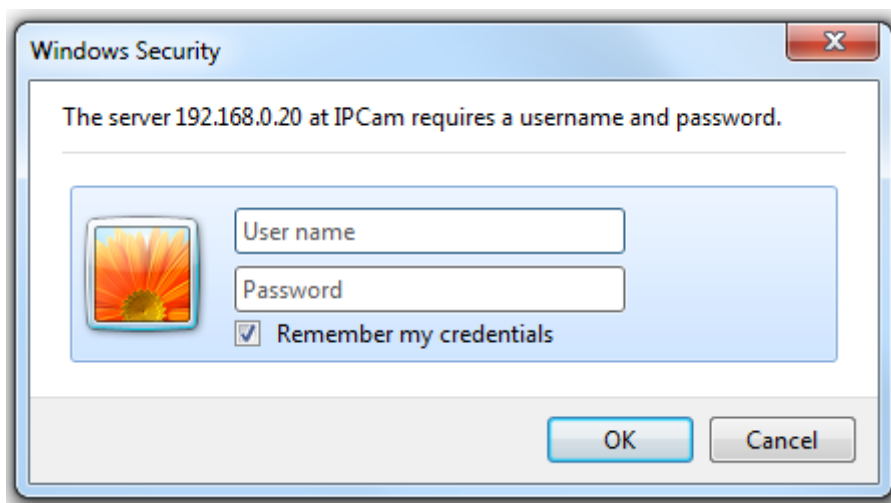 Windows Security
The server 192.168.0.20 at IPCam requires a username and password.
User name
Password
Remember my credentials
OK
Cancel